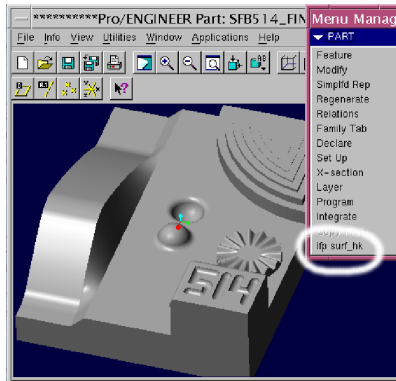 **********Pro/ENGINEER Part: SFB514_FIN
Menu Manag
File Info View Utilities Window Applications Help
PART
Feature
Modify
Simplfd Rep
Regenerate
Relations
Family Tab
Declare
Set Up
X-section
Layer
Program
Integrate
ifp surf_hk
514